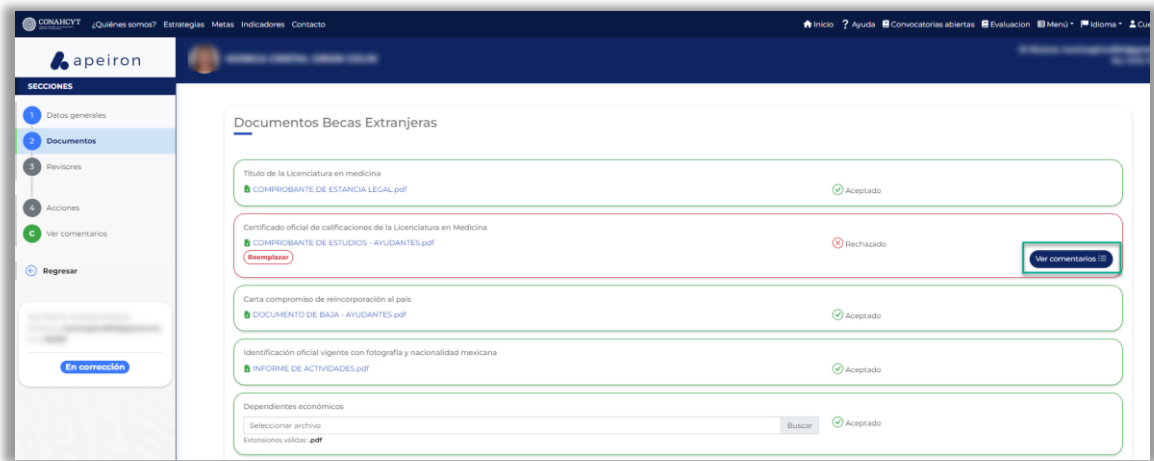 CONAHCYT ¿Quiénes somos? Estrategias Metas Indicadores Contacto Inicio ? Ayuda Convocatorias abiertas Evaluacion Menú Idioma
apeiron
SECCIONES
1 Datos generales
2 Documentos
3 Revisores
4 Acciones
C Ver comentarios
Regresar
En corrección
Documentos Becas Extranjeras
Título de la Licenciatura en medicina
COMPROBANTE DE ESTANCIA LEGAL.pdf
Aceptado
Certificado oficial de calificaciones de la Licenciatura en Medicina
COMPROBANTE DE ESTUDIOS - AYUDANTES.pdf
Rechazado
Reemplazar
Ver comentarios
Carta compromiso de reincorporación al país
DOCUMENTO DE BAJA - AYUDANTES.pdf
Aceptado
Identificación oficial vigente con fotografía y nacionalidad mexicana
INFORME DE ACTIVIDADES.pdf
Aceptado
Dependientes económicos
Seleccionar archivo Buscar
Aceptado
Extensiones válidas: .pdf